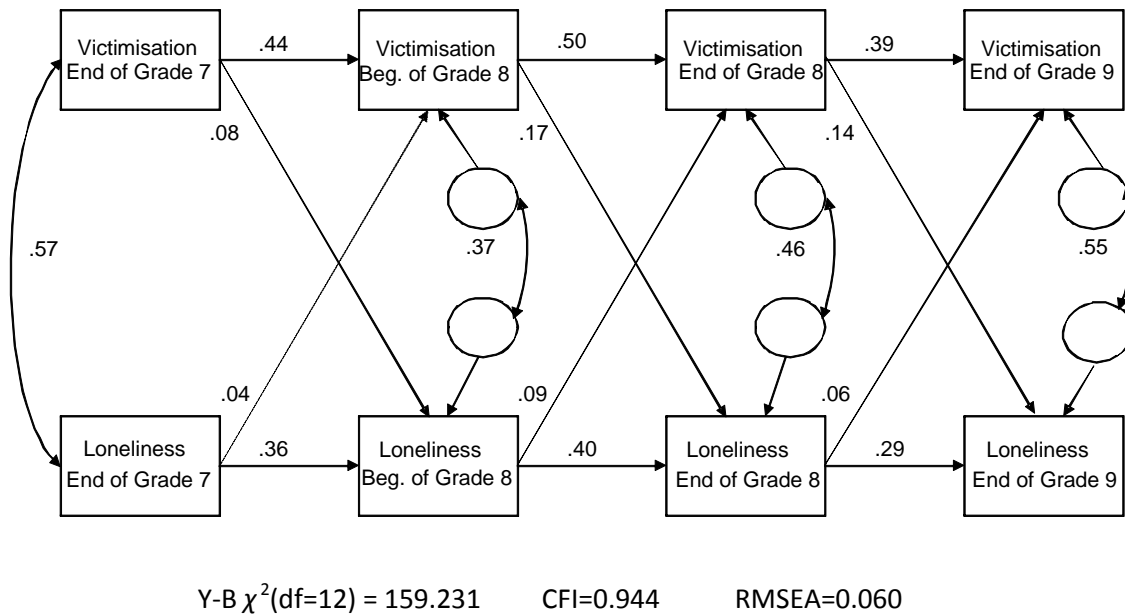 Victimisation
End of Grade 7
.44
Victimisation
Beg. of Grade 8
.50
Victimisation
End of Grade 8
.39
Victimisation
End of Grade 9
.08
.17
.14
.57
.37
.46
.55
.04
.09
.06
Loneliness
End of Grade 7
.36
Loneliness
Beg. of Grade 8
.40
Loneliness
End of Grade 8
.29
Loneliness
End of Grade 9
Y-B χ²(df=12) = 159.231 CFI=0.944 RMSEA=0.060